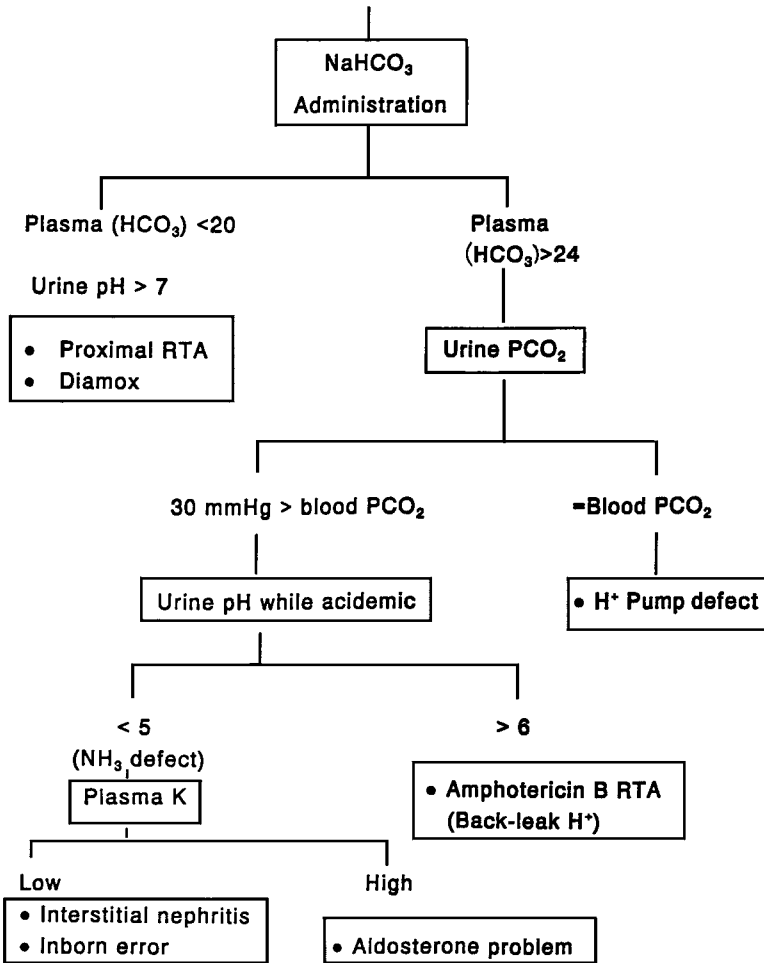 NaHCO₃
Administration
Plasma (HCO₃) <20
Plasma
(HCO₃)>24
Urine pH > 7
• Proximal RTA
• Diamox
Urine PCO₂
30 mmHg > blood PCO₂
=Blood PCO₂
Urine pH while acidemic
• H⁺ Pump defect
< 5
(NH₃ defect)
> 6
Plasma K
• Amphotericin B RTA
(Back-leak H⁺)
Low
High
• Interstitial nephritis
• Inborn error
• Aldosterone problem